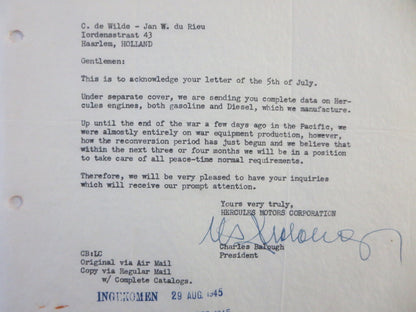 C. de Wilde - Jan W. du Rieu
Iordensstraat 43
Haarlem, HOLLAND
Gentlemen:
This is to acknowledge your letter of the 5th of July.
Under separate cover, we are sending you complete data on Her-
cules engines, both gasoline and Diesel, which we manufacture.
Up until the end of the war a few days ago in the Pacific, we
were almostly entirely on war equipment production, however,
now the reconversion period has just begun and we believe that
within the next three or four months we will be in a position
to take care of all peace-time normal requirements.
Therefore, we will be very pleased to have your inquiries
which will receive our prompt attention.
Yours very truly,
HERCULES MOTORS CORPORATION
Charles Balough
President
CB:LC
Original via Air Mail
Copy via Regular Mail
w/ Complete Catalogs.
INGEKOMEN 29 AUG. 1945